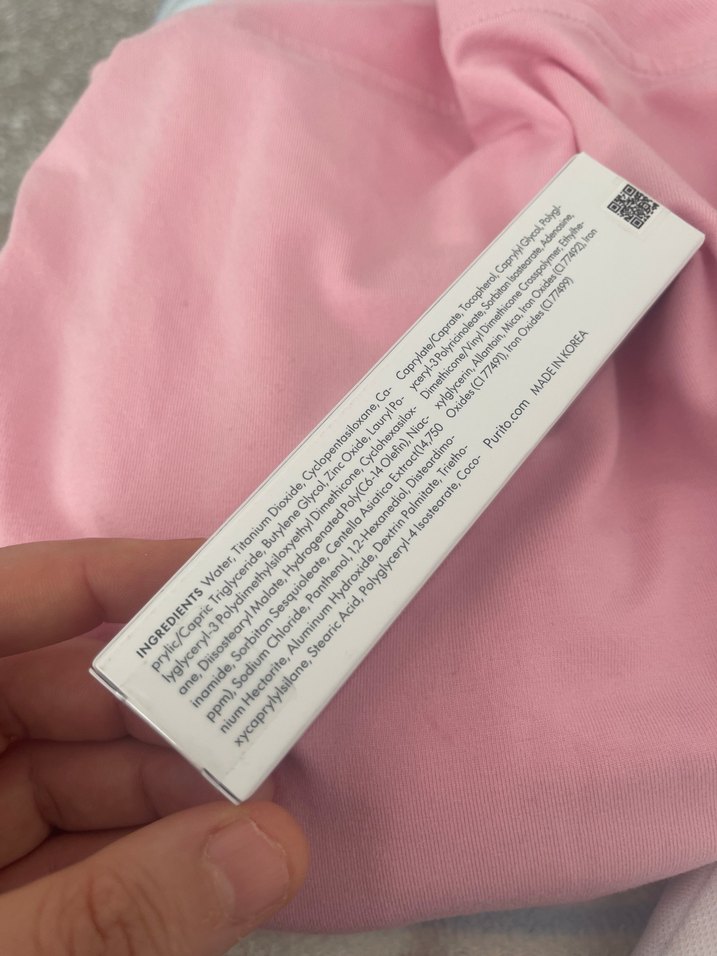 INGREDIENTS Water, Titanium Dioxide, Cyclopentasiloxane, Ca-
prylic/Capric Triglyceride, Butylene Glycol, Zinc Oxide, Lauryl Po-
lyglyceryl-3 Polydimethylsiloxyethyl Dimethicone, Cyclohexasilox-
ane, Diisostearyl Malate, Hydrogenated Poly(C6-14 Olefin), Niac-
inamide, Sorbitan Sesquioleate, Centella Asiatica Extract(14,750
ppm), Sodium Chloride, Panthenol, 1,2-Hexanediol, Disteardimo-
nium Hectorite, Aluminum Hydroxide, Dextrin Palmitate, Trietho-
xycaprylylsilane, Stearic Acid, Polyglyceryl-4 Isostearate, Coco-
Caprylate/Caprate, Tocopherol, Caprylyl Glycol, Polygl-
yceryl-3 Polyricinoleate, Sorbitan Isostearate, Adenosine,
Dimethicone/Vinyl Dimethicone Crosspolymer, Ethylhe-
xylglycerin, Allantoin, Mica, Iron Oxides (CI 77492), Iron
Oxides (CI 77491), Iron Oxides (CI 77499)
Purito.com MADE IN KOREA